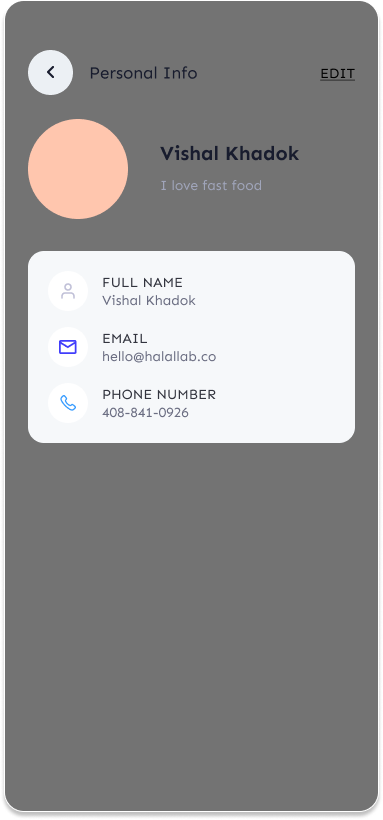 Personal Info
EDIT
Vishal Khadok
I love fast food
FULL NAME
Vishal Khadok
EMAIL
hello@halallab.co
PHONE NUMBER
408-841-0926